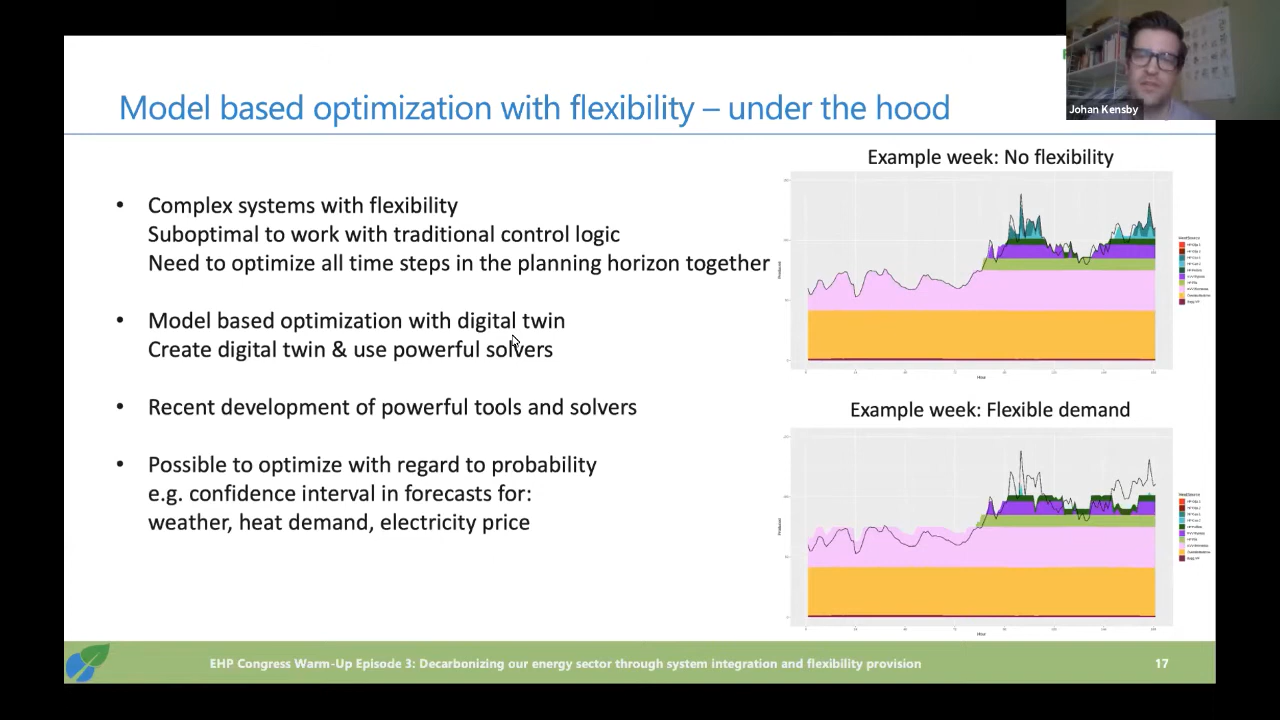 Johan Kensby
Model based optimization with flexibility – under the hood
• Complex systems with flexibility
Suboptimal to work with traditional control logic
Need to optimize all time steps in the planning horizon together
• Model based optimization with digital twin
Create digital twin & use powerful solvers
• Recent development of powerful tools and solvers
• Possible to optimize with regard to probability
e.g. confidence interval in forecasts for:
weather, heat demand, electricity price
Example week: No flexibility
Hour
Example week: Flexible demand
Hour
EHP Congress Warm-Up Episode 3: Decarbonizing our energy sector through system integration and flexibility provision
17